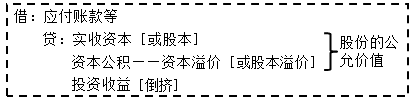 借：应付账款等
贷：实收资本 [或股本]
资本公积——资本溢价 [或股本溢价]
投资收益 [倒挤]
股份的公
允价值